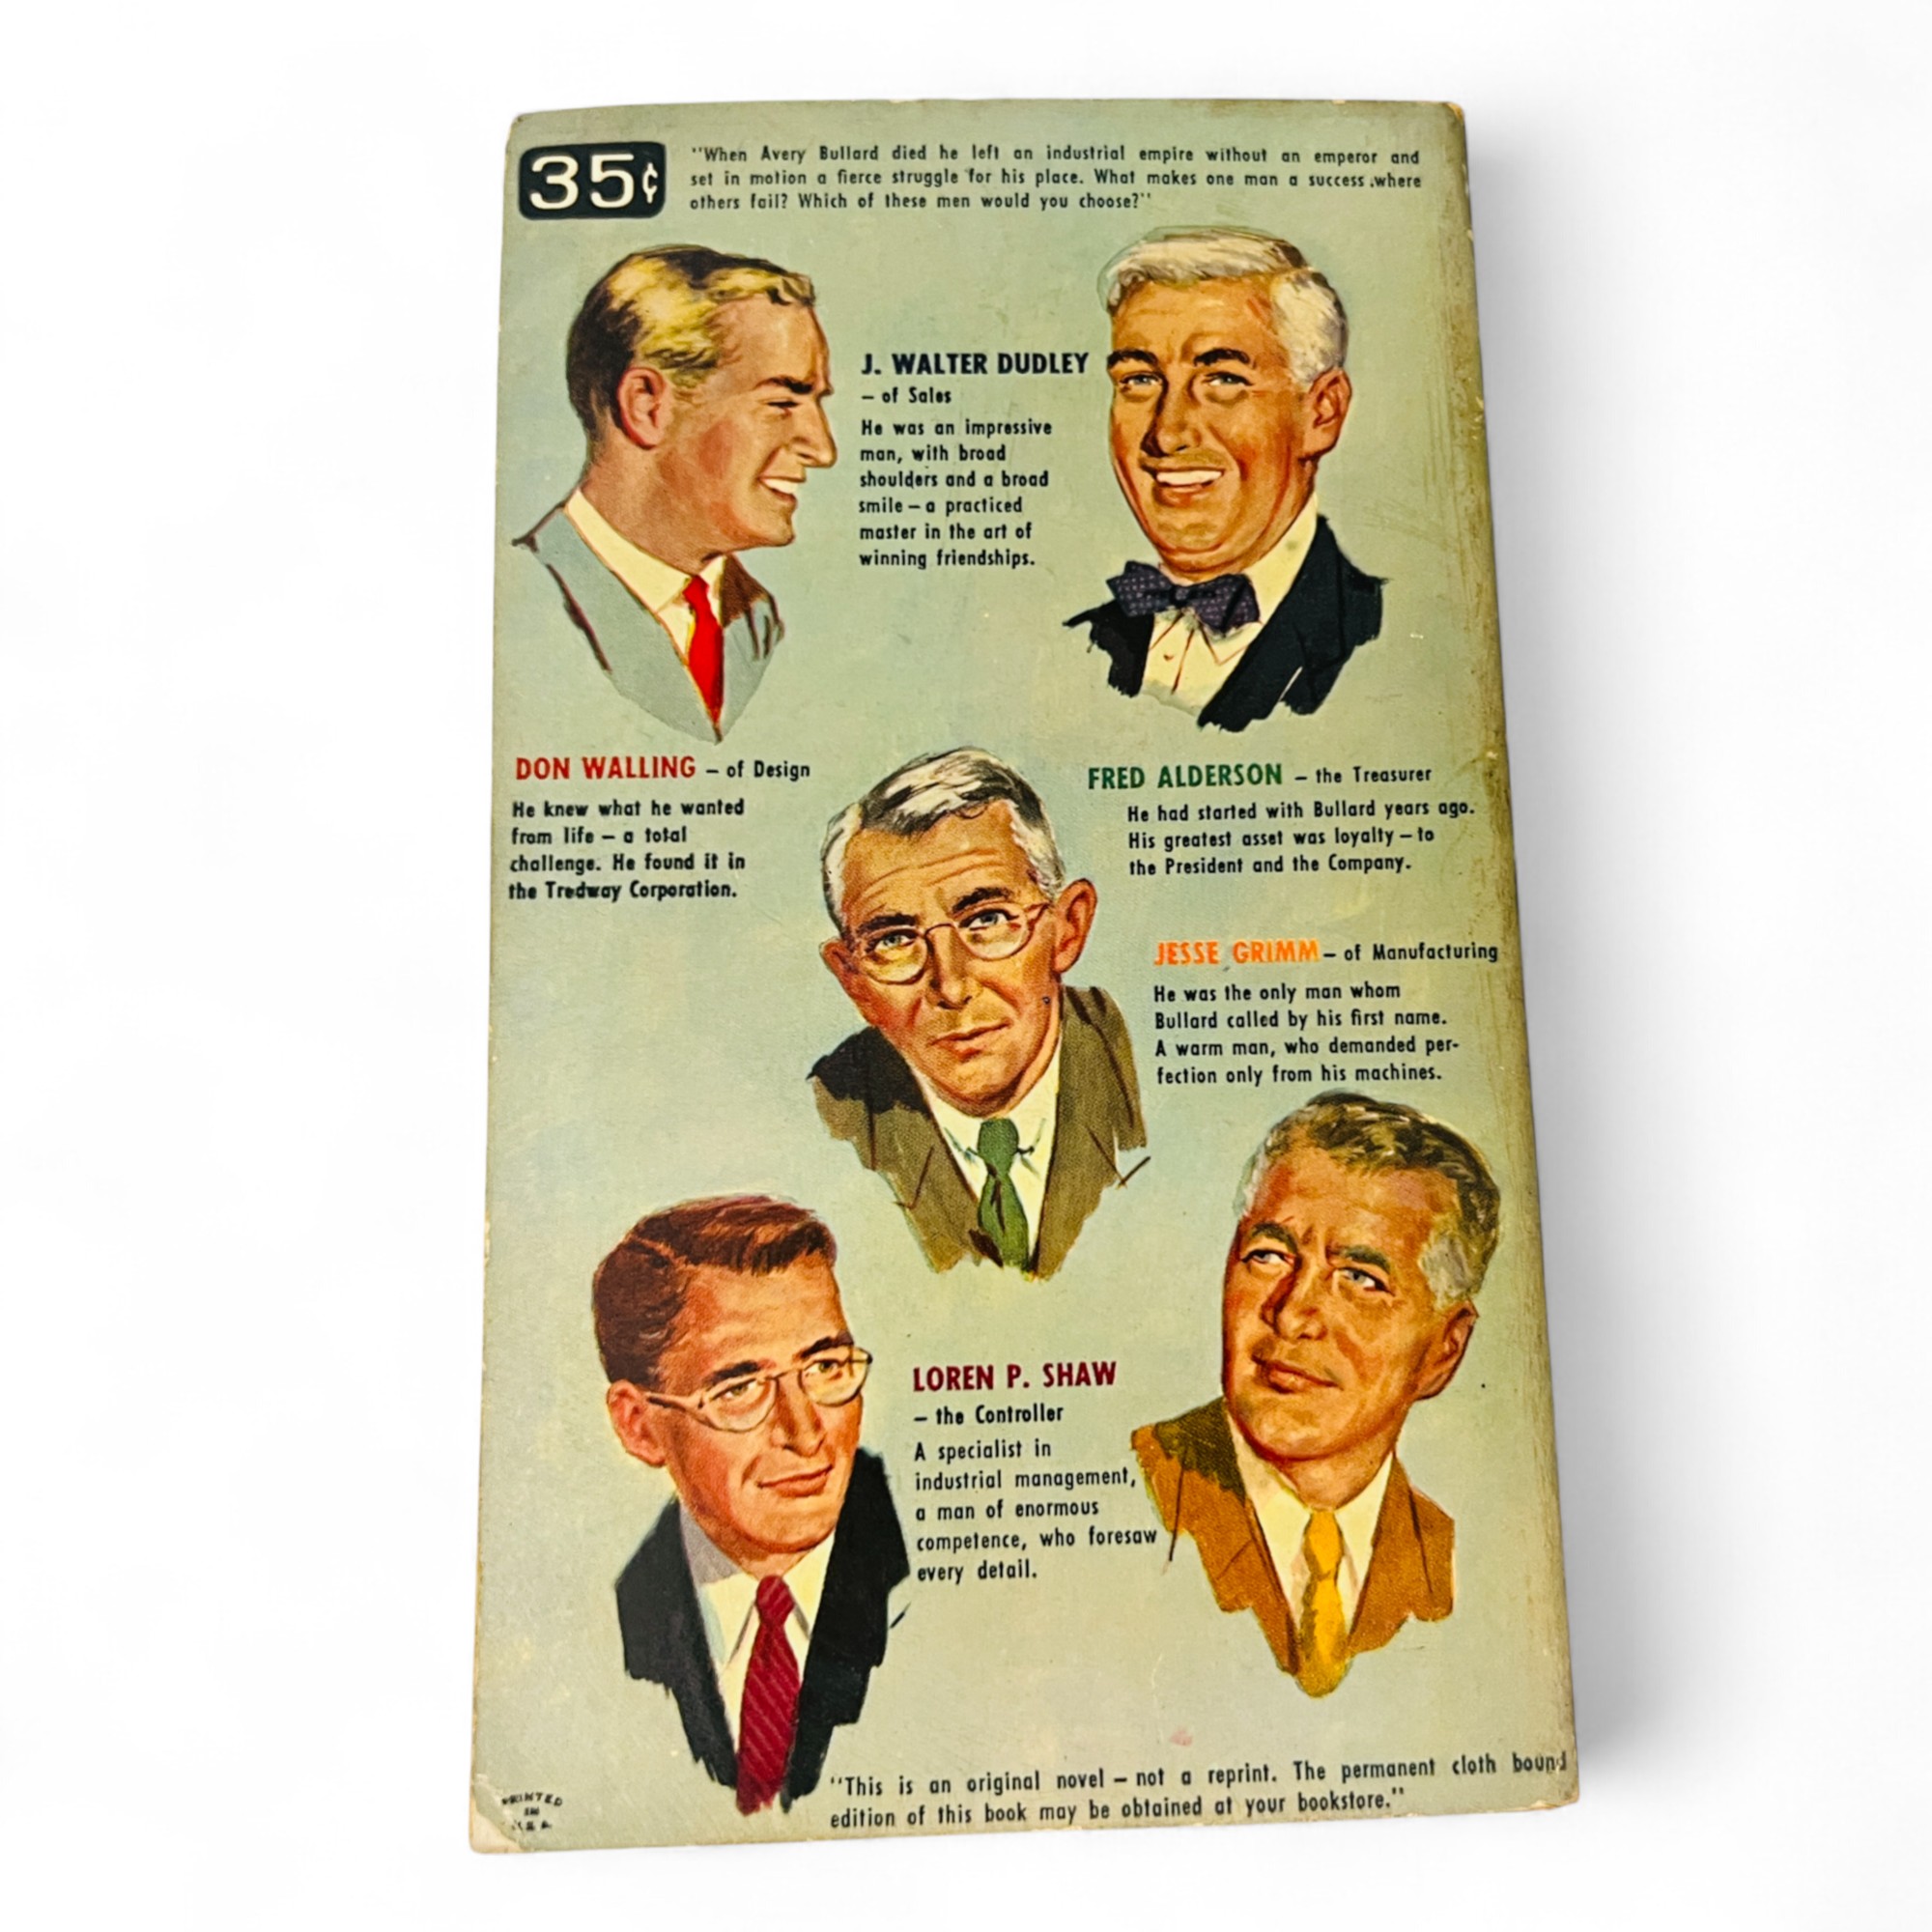 35¢
"When Avery Bullard died he left an industrial empire without an emperor and
set in motion a fierce struggle for his place. What makes one man a success where
others fail? Which of these men would you choose?"
J. WALTER DUDLEY
– of Sales
He was an impressive
man, with broad
shoulders and a broad
smile – a practiced
master in the art of
winning friendships.
DON WALLING – of Design
He knew what he wanted
from life – a total
challenge. He found it in
the Tredway Corporation.
FRED ALDERSON – the Treasurer
He had started with Bullard years ago.
His greatest asset was loyalty – to
the President and the Company.
JESSE GRIMM – of Manufacturing
He was the only man whom
Bullard called by his first name.
A warm man, who demanded per-
fection only from his machines.
LOREN P. SHAW
– the Controller
A specialist in
industrial management,
a man of enormous
competence, who foresaw
every detail.
"This is an original novel – not a reprint. The permanent cloth bound
edition of this book may be obtained at your bookstore."
PRINTED
IN
U.S.A.